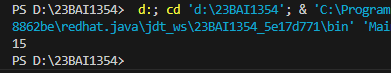 PS D:\23BAI1354> d:; cd 'd:\23BAI1354'; & 'C:\Program
8862be\redhat.java\jdt_ws\23BAI1354_5e17d771\bin' 'Mai
15
PS D:\23BAI1354>